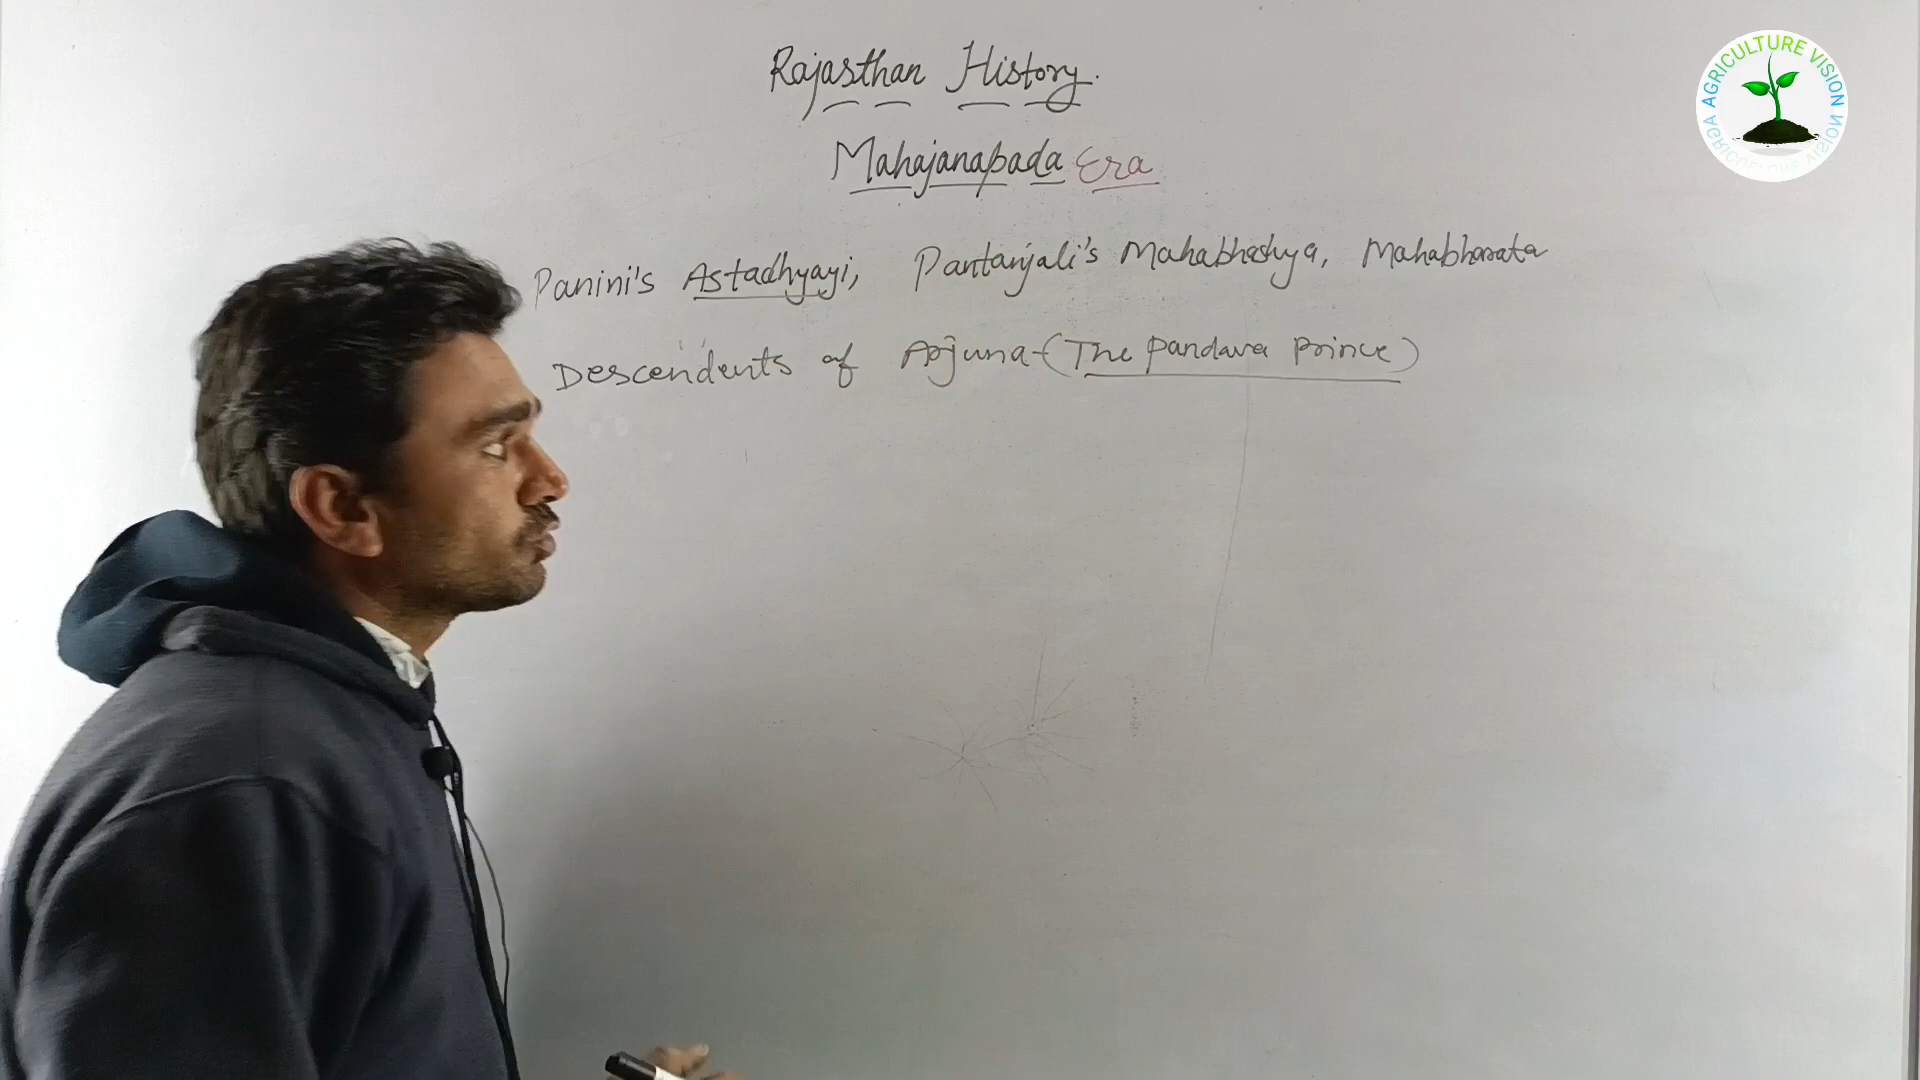 Rajasthan History.
Mahajanapada Era
Panini's Astadhyayi, Pantanjali's Mahabhashya, Mahabharata
Descendents of Arjuna-(The Pandava Prince)
AGRICULTURE VISION